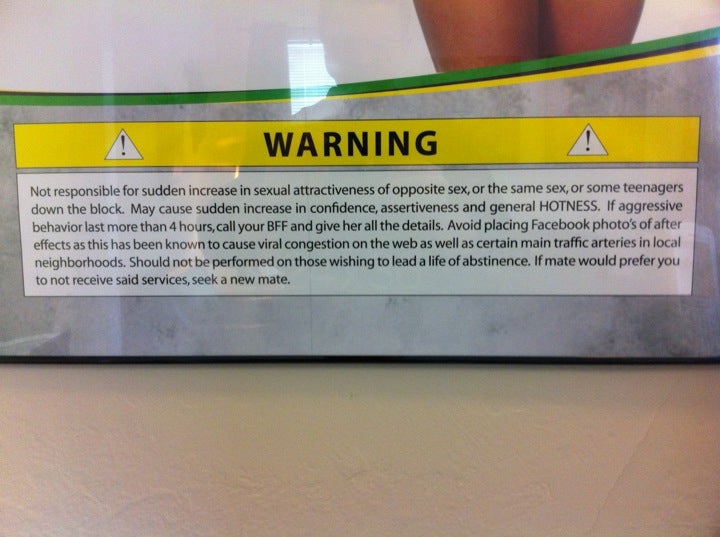 WARNING
Not responsible for sudden increase in sexual attractiveness of opposite sex, or the same sex, or some teenagers
down the block. May cause sudden increase in confidence, assertiveness and general HOTNESS. If aggressive
behavior last more than 4 hours, call your BFF and give her all the details. Avoid placing Facebook photo's of after
effects as this has been known to cause viral congestion on the web as well as certain main traffic arteries in local
neighborhoods. Should not be performed on those wishing to lead a life of abstinence. If mate would prefer you
to not receive said services, seek a new mate.